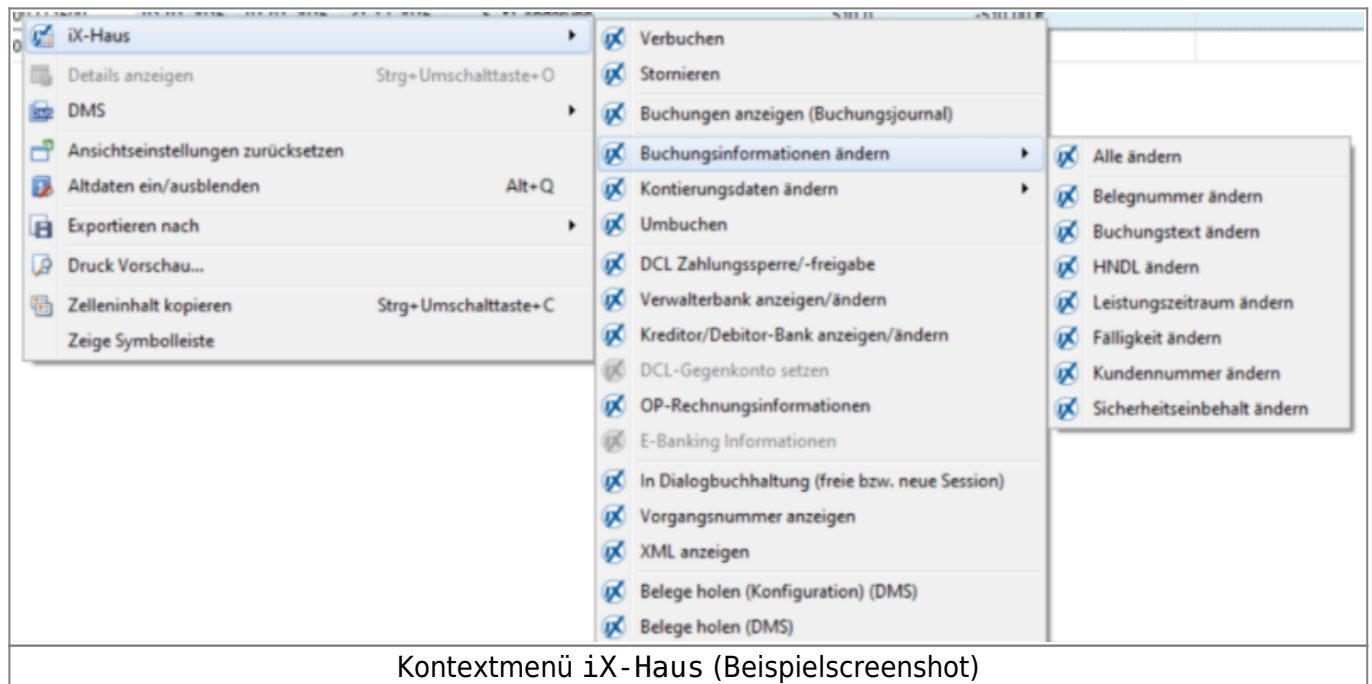 iX-Haus
Details anzeigen Strg+Umschalttaste+O
DMS
Ansichtseinstellungen zurücksetzen
Altdaten ein/ausblenden Alt+Q
Exportieren nach
Druck Vorschau...
Zelleninhalt kopieren Strg+Umschalttaste+C
Zeige Symbolleiste
Verbuchen
Stornieren
Buchungen anzeigen (Buchungsjournal)
Buchungsinformationen ändern
Kontierungsdaten ändern
Umbuchen
DCL Zahlungssperre/-freigabe
Verwalterbank anzeigen/ändern
Kreditor/Debitor-Bank anzeigen/ändern
DCL-Gegenkonto setzen
OP-Rechnungsinformationen
E-Banking Informationen
In Dialogbuchhaltung (freie bzw. neue Session)
Vorgangsnummer anzeigen
XML anzeigen
Belege holen (Konfiguration) (DMS)
Belege holen (DMS)
Alle ändern
Belegnummer ändern
Buchungstext ändern
HNDL ändern
Leistungszeitraum ändern
Fälligkeit ändern
Kundennummer ändern
Sicherheitseinbehalt ändern
Kontextmenü iX-Haus (Beispielscreenshot)